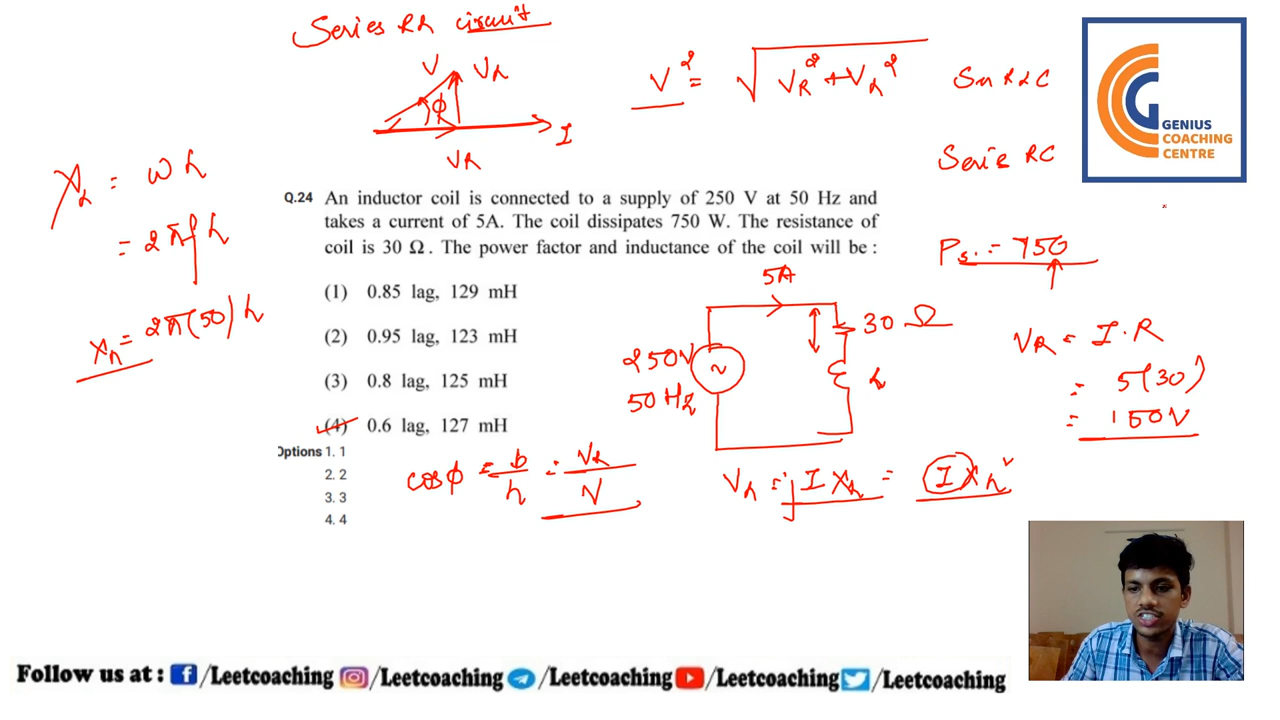 Series RL circuit
V VL
φ
I
VR
V² = √VR² + VL²
Serie RC
GENIUS
COACHING
CENTRE
XL = ωL
= 2πfL
XL = 2π(50)L
Q.24 An inductor coil is connected to a supply of 250 V at 50 Hz and
takes a current of 5A. The coil dissipates 750 W. The resistance of
coil is 30 Ω. The power factor and inductance of the coil will be :
(1) 0.85 lag, 129 mH
(2) 0.95 lag, 123 mH
(3) 0.8 lag, 125 mH
(4) 0.6 lag, 127 mH
Options 1. 1
2. 2
3. 3
4. 4
5A
30 Ω
250V
50 Hz
L
= 750
VR = I·R
= 5(30)
= 150V
cosφ = b/h = VR/V
VL = jIXL = IXL
Follow us at : /Leetcoaching /Leetcoaching /Leetcoaching /Leetcoaching /Leetcoaching